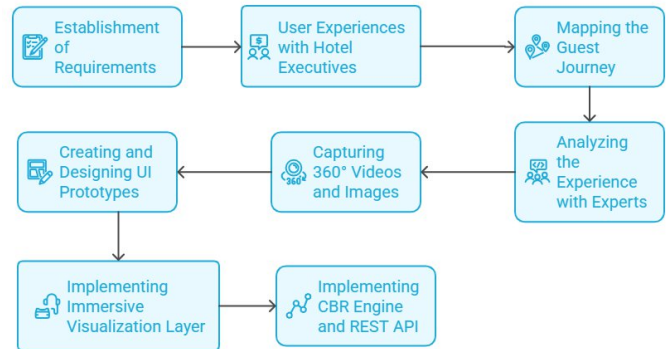 Establishment
of
Requirements
User Experiences
with Hotel
Executives
Mapping the
Guest
Journey
Analyzing
the
Experience
with Experts
Capturing
360° Videos
and Images
360°
Creating and
Designing UI
Prototypes
Implementing
Immersive
Visualization Layer
Implementing
CBR Engine
and REST API